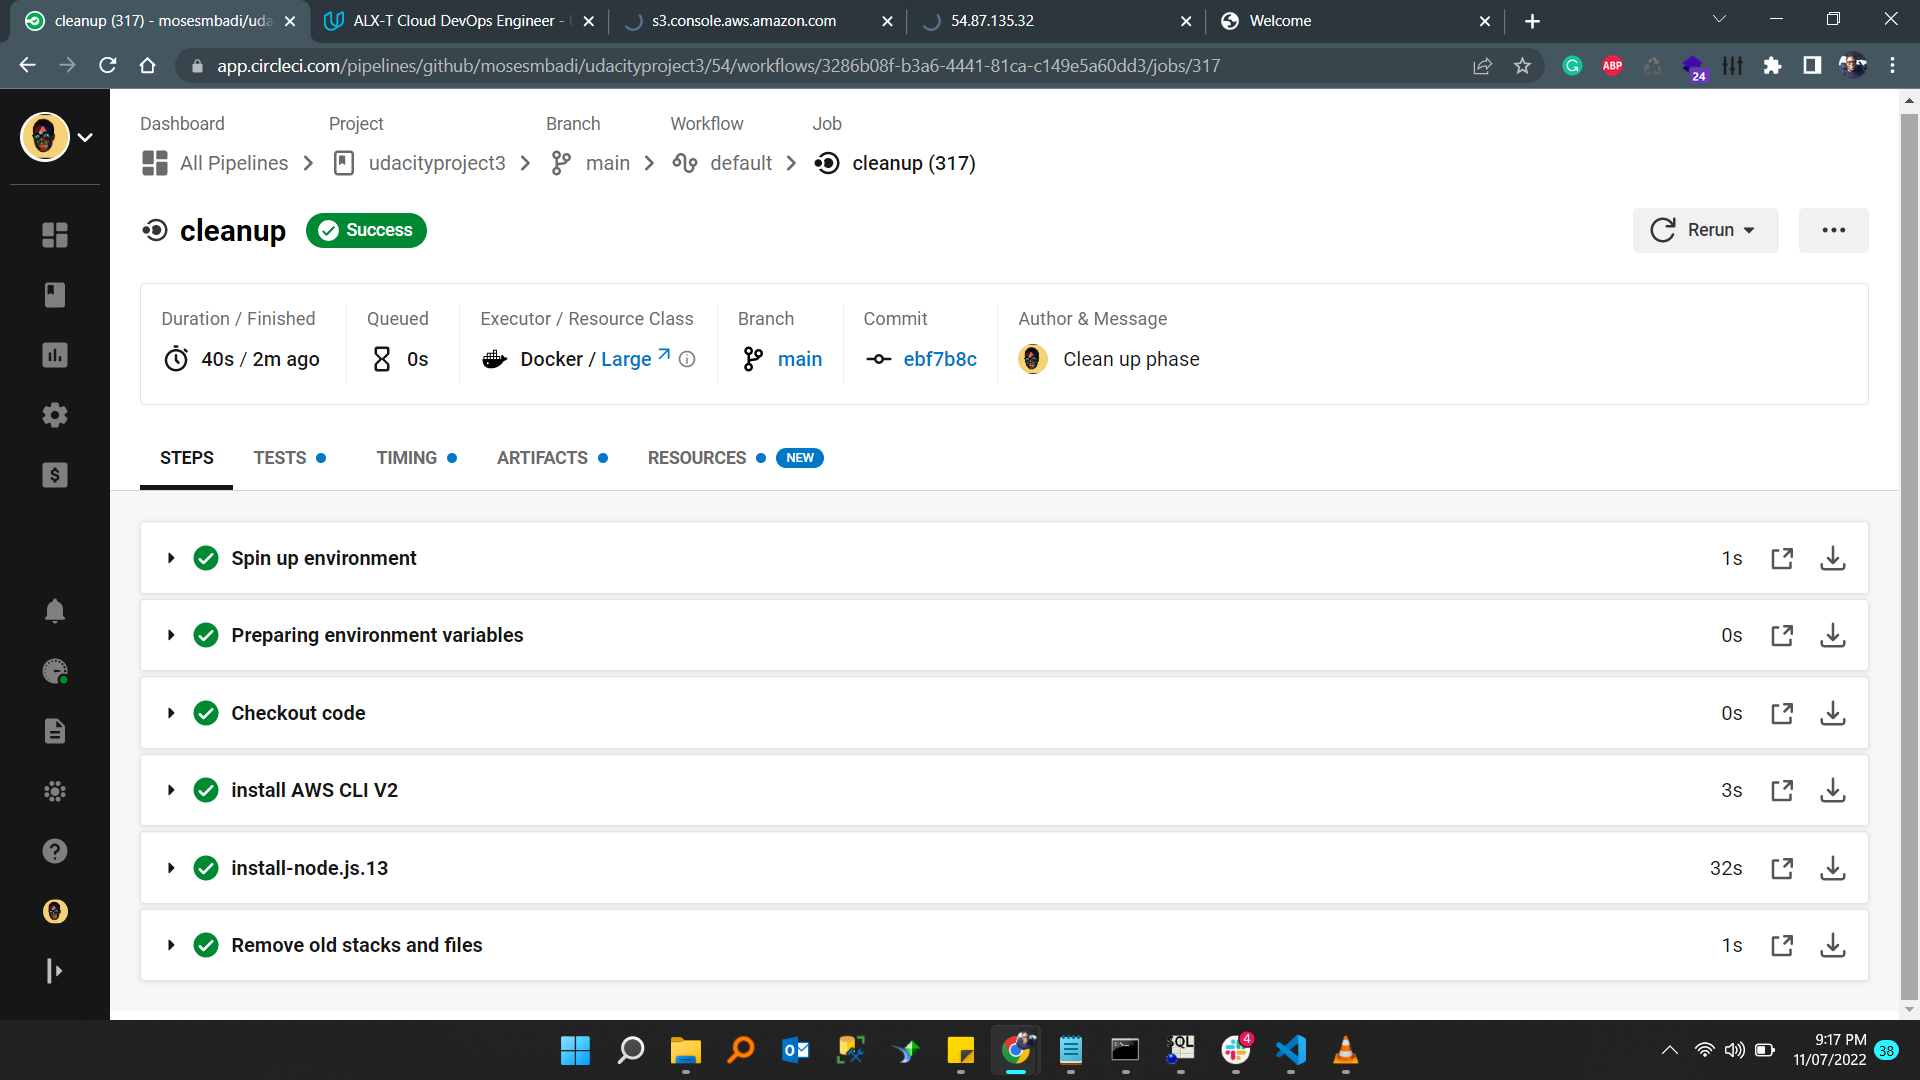 cleanup (317) - mosesmbadi/uda
ALX-T Cloud DevOps Engineer -
s3.console.aws.amazon.com
54.87.135.32
Welcome
app.circleci.com/pipelines/github/mosesmbadi/udacityproject3/54/workflows/3286b08f-b3a6-4441-81ca-c149e5a60dd3/jobs/317
ABP
24
Dashboard Project Branch Workflow Job
All Pipelines udacityproject3 main default cleanup (317)
cleanup Success
Rerun
Duration / Finished Queued Executor / Resource Class Branch Commit Author & Message
40s / 2m ago 0s Docker / Large main ebf7b8c Clean up phase
STEPS TESTS TIMING ARTIFACTS RESOURCES NEW
Spin up environment 1s
Preparing environment variables 0s
Checkout code 0s
install AWS CLI V2 3s
install-node.js.13 32s
Remove old stacks and files 1s
SQL
4
9:17 PM
11/07/2022
38